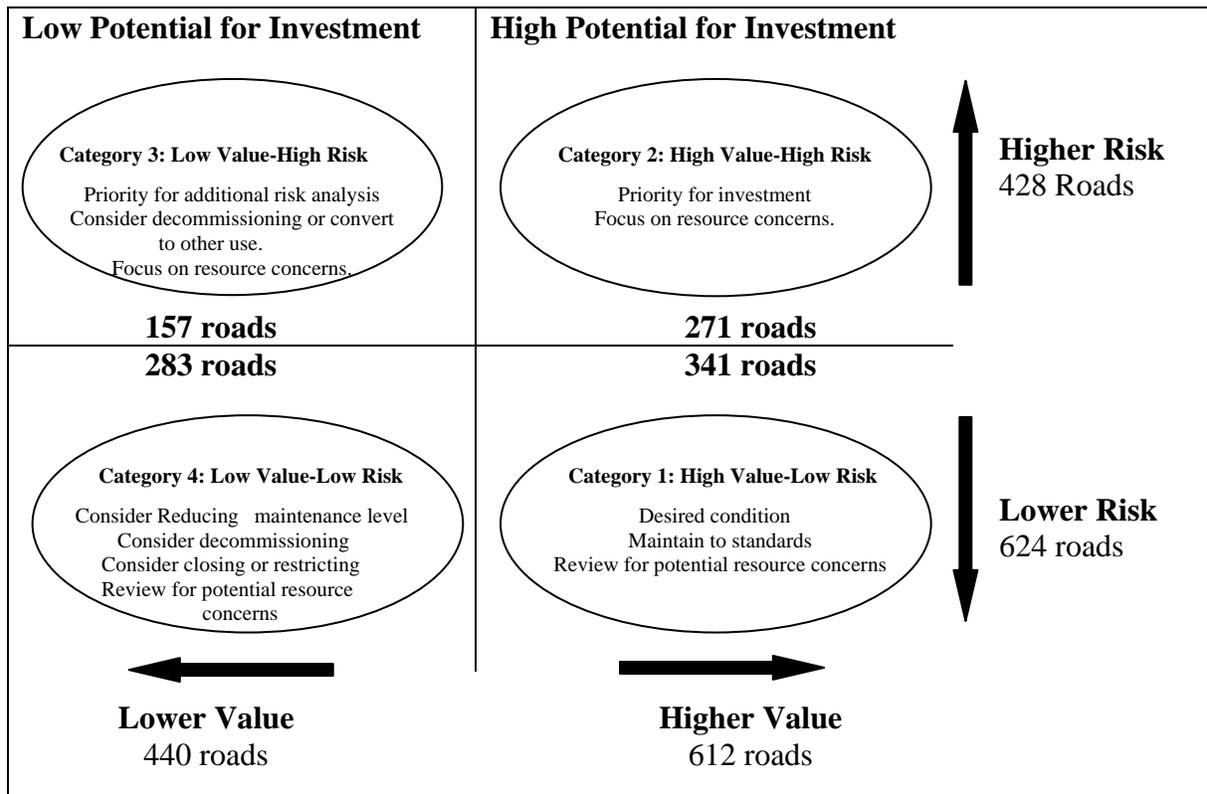 Low Potential for Investment
High Potential for Investment
Category 3: Low Value-High Risk
Priority for additional risk analysis
Consider decommissioning or convert
to other use.
Focus on resource concerns.
157 roads
Category 2: High Value-High Risk
Priority for investment
Focus on resource concerns.
271 roads
Higher Risk
428 Roads
283 roads
Category 4: Low Value-Low Risk
Consider Reducing maintenance level
Consider decommissioning
Consider closing or restricting
Review for potential resource
concerns
341 roads
Category 1: High Value-Low Risk
Desired condition
Maintain to standards
Review for potential resource concerns
Lower Risk
624 roads
Lower Value
440 roads
Higher Value
612 roads